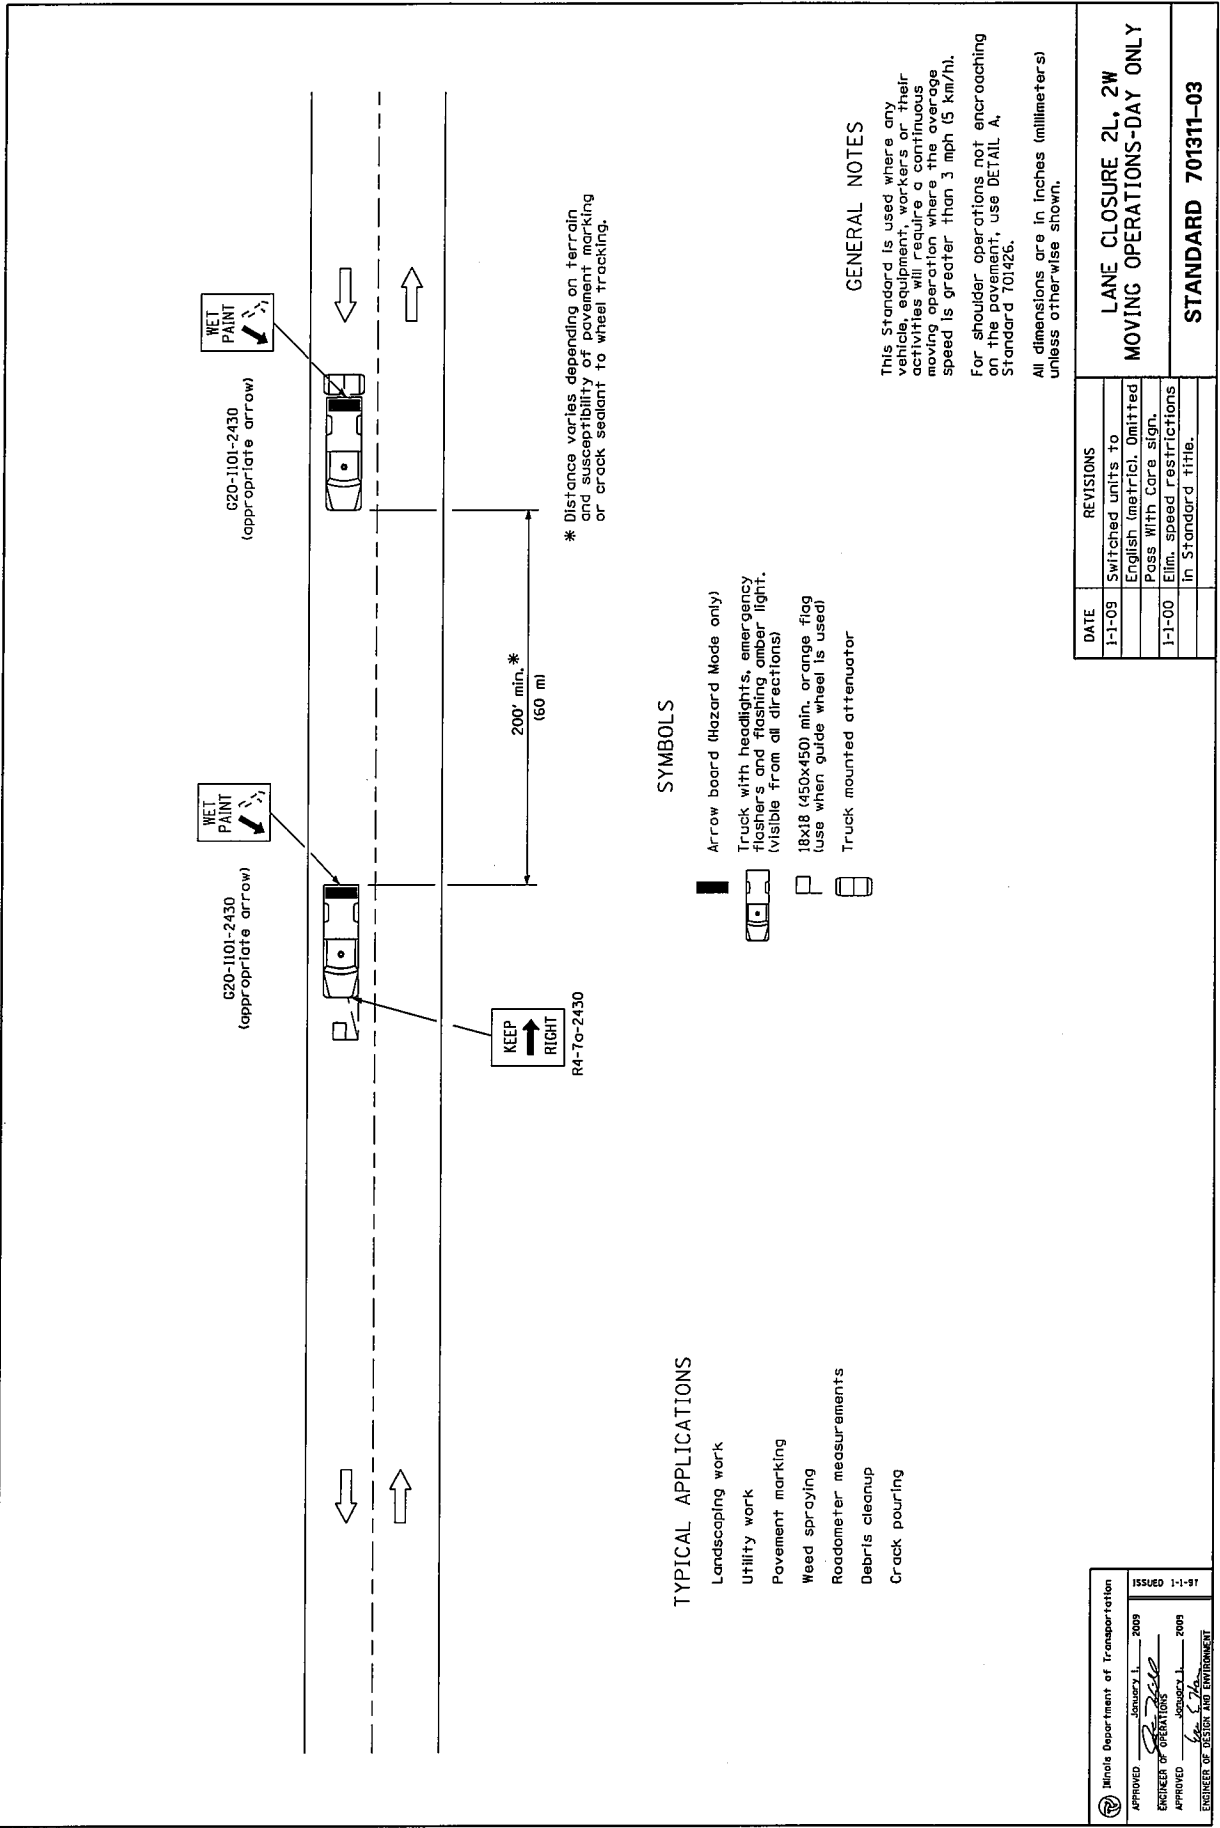 WET
PAINT
G20-I101-2430
(appropriate arrow)
WET
PAINT
G20-I101-2430
(appropriate arrow)
KEEP
RIGHT
R4-7a-2430
200' min.*
(60 m)
* Distance varies depending on terrain
and susceptibility of pavement marking
or crack sealant to wheel tracking.
TYPICAL APPLICATIONS
Landscaping work
Utility work
Pavement marking
Weed spraying
Roadometer measurements
Debris cleanup
Crack pouring
SYMBOLS
Arrow board (Hazard Mode only)
Truck with headlights, emergency
flashers and flashing amber light.
(visible from all directions)
18x18 (450x450) min. orange flag
(use when guide wheel is used)
Truck mounted attenuator
GENERAL NOTES
This Standard is used where any
vehicle, equipment, workers or their
activities will require a continuous
moving operation where the average
speed is greater than 3 mph (5 km/h).
For shoulder operations not encroaching
on the pavement, use DETAIL A,
Standard 701426.
All dimensions are in inches (millimeters)
unless otherwise shown.
Illinois Department of Transportation
APPROVED January 1, 2009
ENGINEER OF OPERATIONS
APPROVED January 1, 2009
ENGINEER OF DESIGN AND ENVIRONMENT
ISSUED 1-1-97
DATE REVISIONS
1-1-09 Switched units to
English (metric). Omitted
Pass With Care sign.
1-1-00 Elim. speed restrictions
in Standard title.
LANE CLOSURE 2L, 2W
MOVING OPERATIONS-DAY ONLY
STANDARD 701311-03